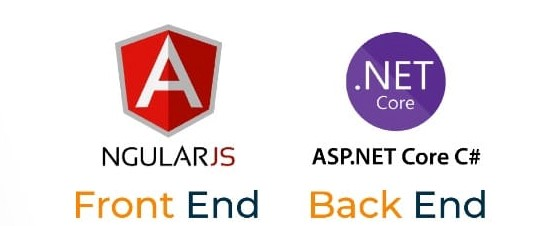 A
NGULARJS
Front End
.NET
Core
ASP.NET Core C#
Back End